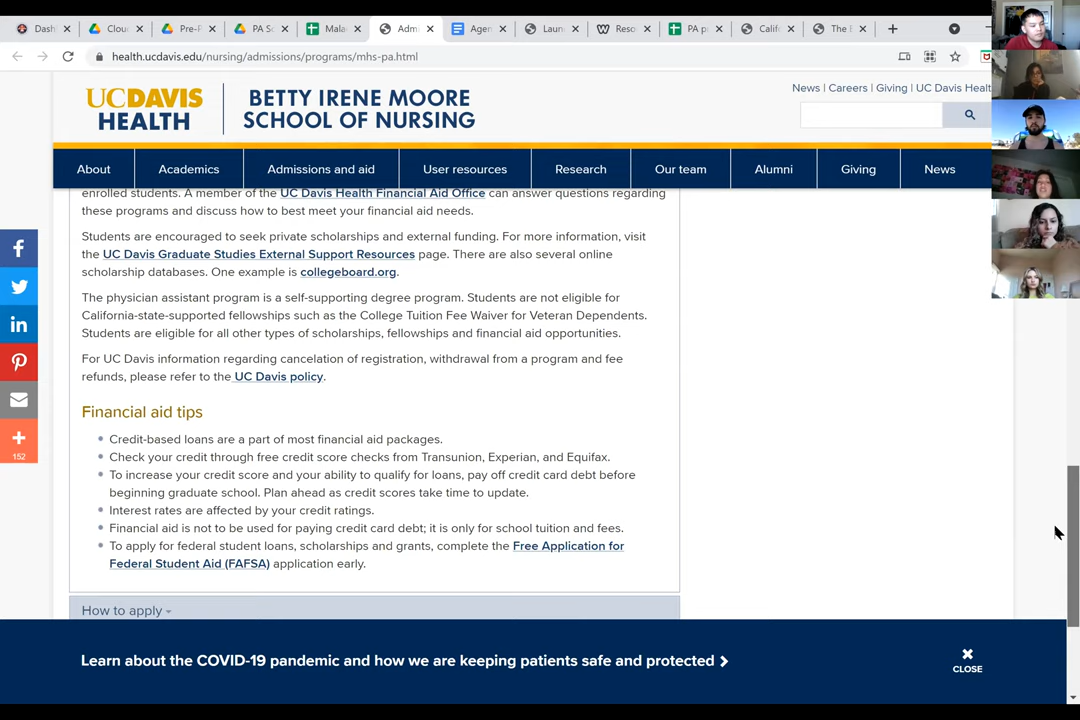 Dash
Cloud
Pre-P
PA Sc
Mala
Admi
Agen
Laun
Reso
PA p
Calif
The E
health.ucdavis.edu/nursing/admissions/programs/mhs-pa.html
UCDAVIS
HEALTH
BETTY IRENE MOORE
SCHOOL OF NURSING
News | Careers | Giving | UC Davis Healt
About
Academics
Admissions and aid
User resources
Research
Our team
Alumni
Giving
News
enrolled students. A member of the UC Davis Health Financial Aid Office can answer questions regarding
these programs and discuss how to best meet your financial aid needs.
Students are encouraged to seek private scholarships and external funding. For more information, visit
the UC Davis Graduate Studies External Support Resources page. There are also several online
scholarship databases. One example is collegeboard.org.
The physician assistant program is a self-supporting degree program. Students are not eligible for
California-state-supported fellowships such as the College Tuition Fee Waiver for Veteran Dependents.
Students are eligible for all other types of scholarships, fellowships and financial aid opportunities.
For UC Davis information regarding cancelation of registration, withdrawal from a program and fee
refunds, please refer to the UC Davis policy.
Financial aid tips
Credit-based loans are a part of most financial aid packages.
Check your credit through free credit score checks from Transunion, Experian, and Equifax.
To increase your credit score and your ability to qualify for loans, pay off credit card debt before
beginning graduate school. Plan ahead as credit scores take time to update.
Interest rates are affected by your credit ratings.
Financial aid is not to be used for paying credit card debt; it is only for school tuition and fees.
To apply for federal student loans, scholarships and grants, complete the Free Application for
Federal Student Aid (FAFSA) application early.
152
How to apply
Learn about the COVID-19 pandemic and how we are keeping patients safe and protected
CLOSE